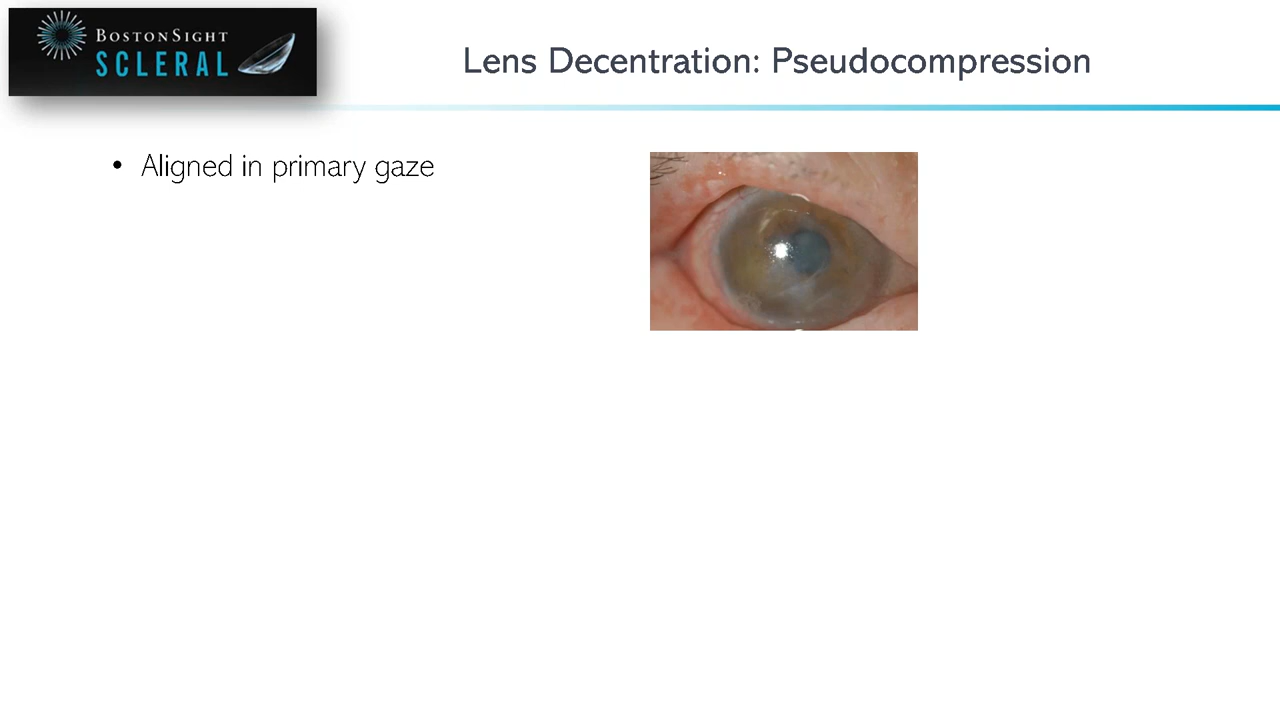 BOSTONSIGHT
SCLERAL
Lens Decentration: Pseudocompression
• Aligned in primary gaze